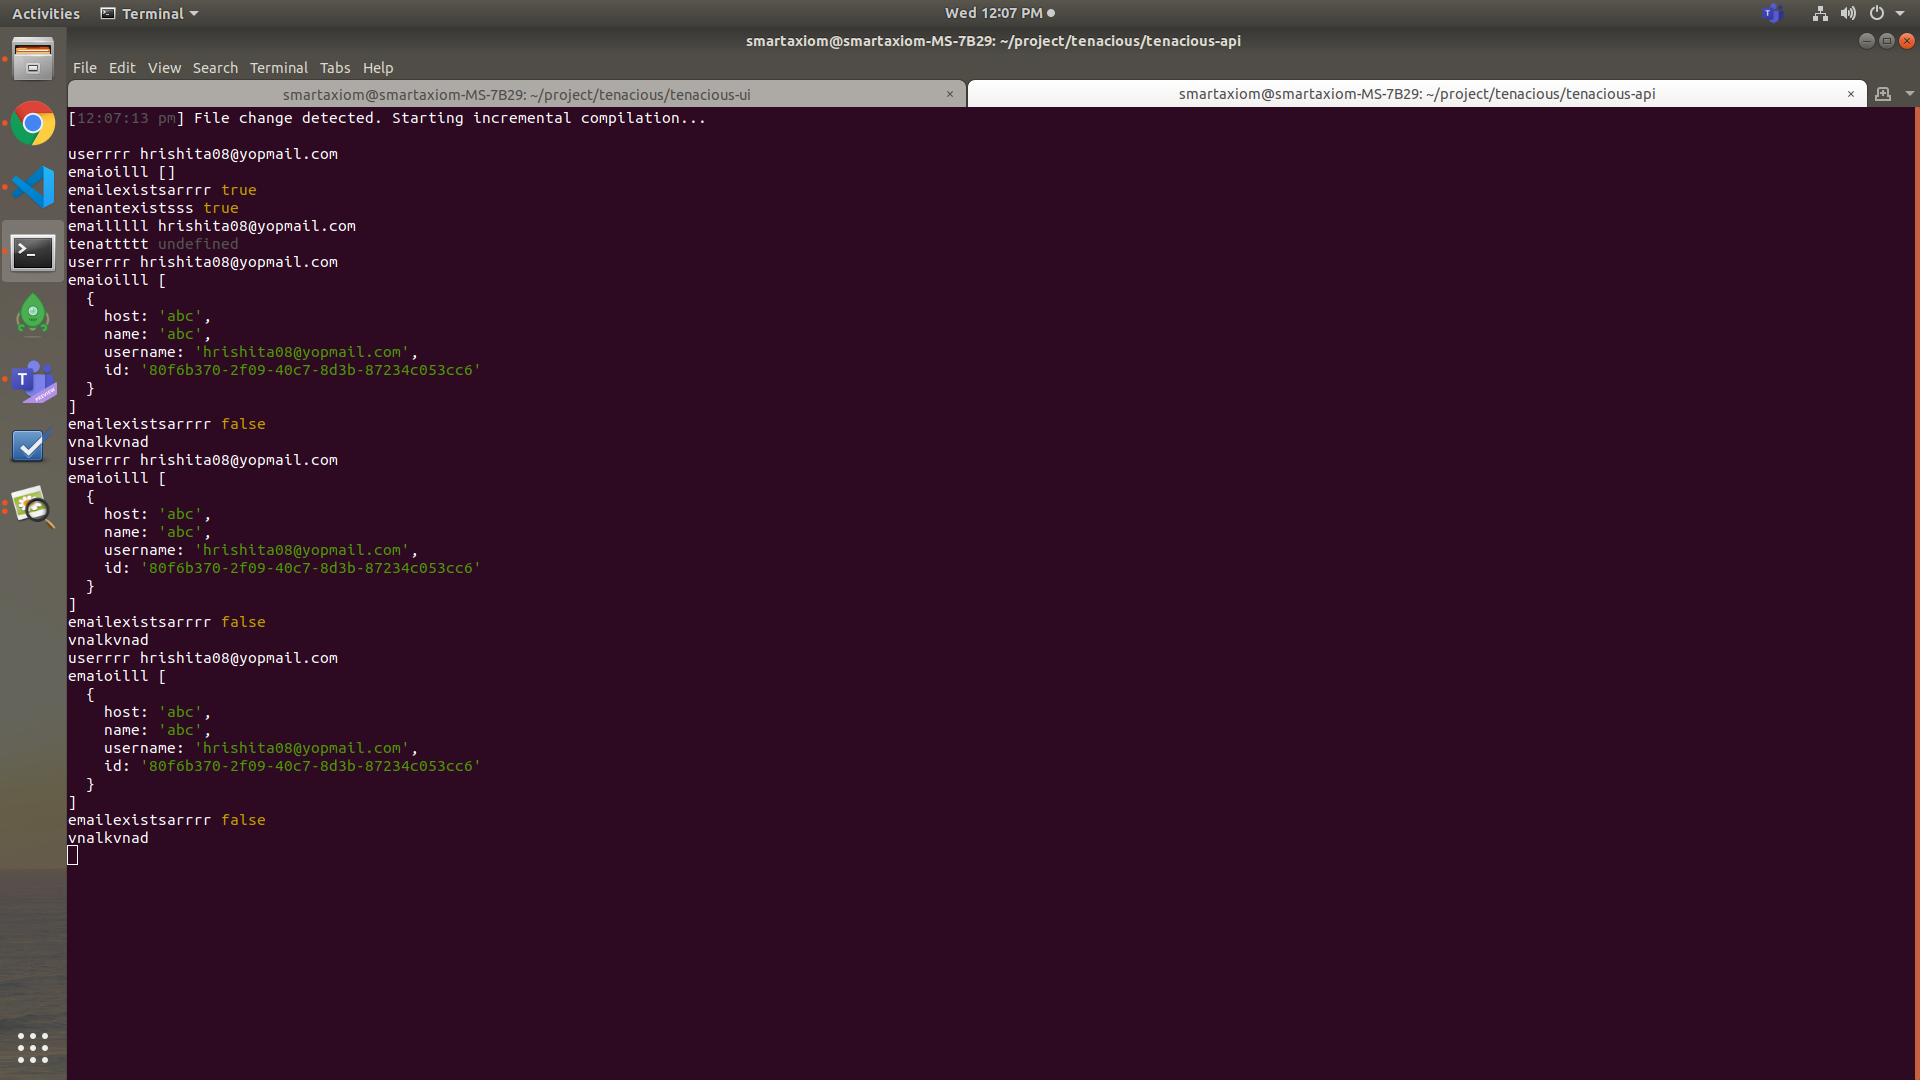 Activities Terminal Wed 12:07 PM
smartaxiom@smartaxiom-MS-7B29: ~/project/tenacious/tenacious-api
File Edit View Search Terminal Tabs Help
smartaxiom@smartaxiom-MS-7B29: ~/project/tenacious/tenacious-ui × smartaxiom@smartaxiom-MS-7B29: ~/project/tenacious/tenacious-api ×
[12:07:13 pm] File change detected. Starting incremental compilation...
userrrr hrishita08@yopmail.com
emaioilll []
emailexistsarrrr true
tenantexistsss true
emailllll hrishita08@yopmail.com
tenattttt undefined
userrrr hrishita08@yopmail.com
emaioilll [
  {
    host: 'abc',
    name: 'abc',
    username: 'hrishita08@yopmail.com',
    id: '80f6b370-2f09-40c7-8d3b-87234c053cc6'
  }
]
emailexistsarrrr false
vnalkvnad
userrrr hrishita08@yopmail.com
emaioilll [
  {
    host: 'abc',
    name: 'abc',
    username: 'hrishita08@yopmail.com',
    id: '80f6b370-2f09-40c7-8d3b-87234c053cc6'
  }
]
emailexistsarrrr false
vnalkvnad
userrrr hrishita08@yopmail.com
emaioilll [
  {
    host: 'abc',
    name: 'abc',
    username: 'hrishita08@yopmail.com',
    id: '80f6b370-2f09-40c7-8d3b-87234c053cc6'
  }
]
emailexistsarrrr false
vnalkvnad